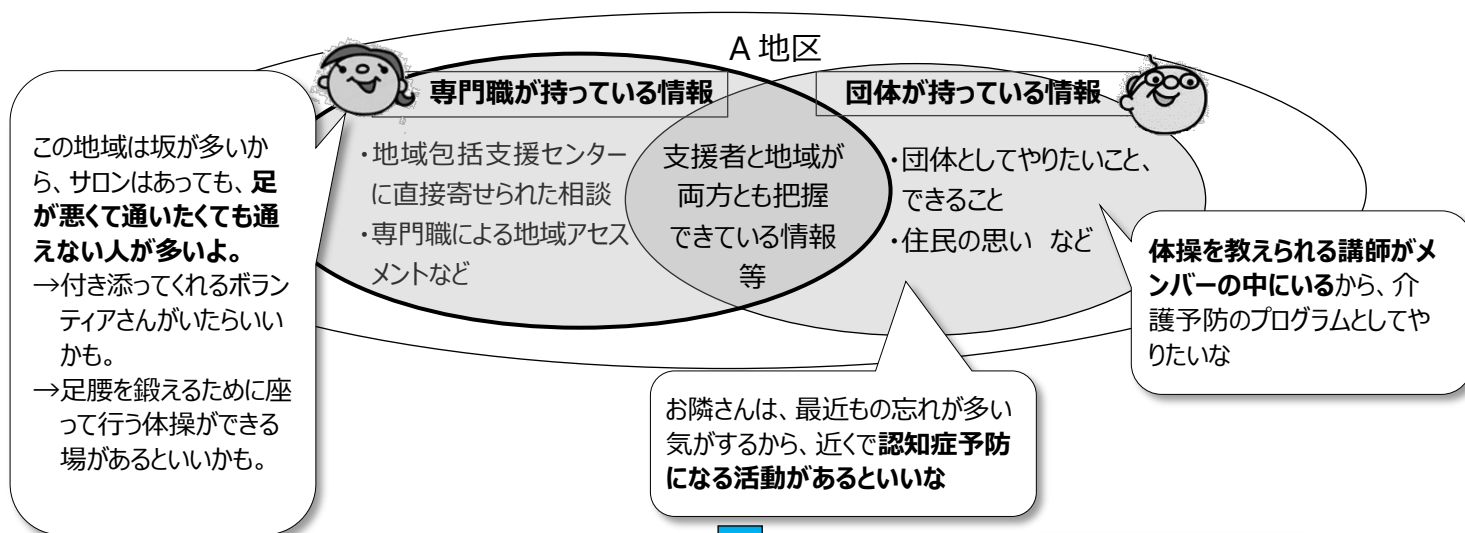 A 地区
専門職が持っている情報
団体が持っている情報
この地域は坂が多いか
ら、サロンはあっても、足
が悪くて通いたくても通
えない人が多いよ。
→付き添ってくれるボラン
ティアさんがいたらいい
かも。
→足腰を鍛えるために座
って行う体操ができる
場があるといいかも。
・地域包括支援センター
に直接寄せられた相談
・専門職による地域アセス
メントなど
支援者と地域が
両方とも把握
できている情報
等
・団体としてやりたいこと、
できること
・住民の思い など
体操を教えられる講師がメ
ンバーの中にいるから、介
護予防のプログラムとしてや
りたいな
お隣さんは、最近もの忘れが多い
気がするから、近くで認知症予防
になる活動があるといいな